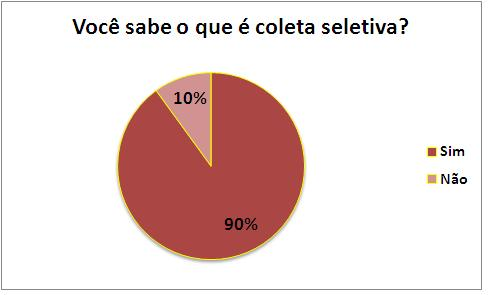 Você sabe o que é coleta seletiva?
10%
Sim
Não
90%